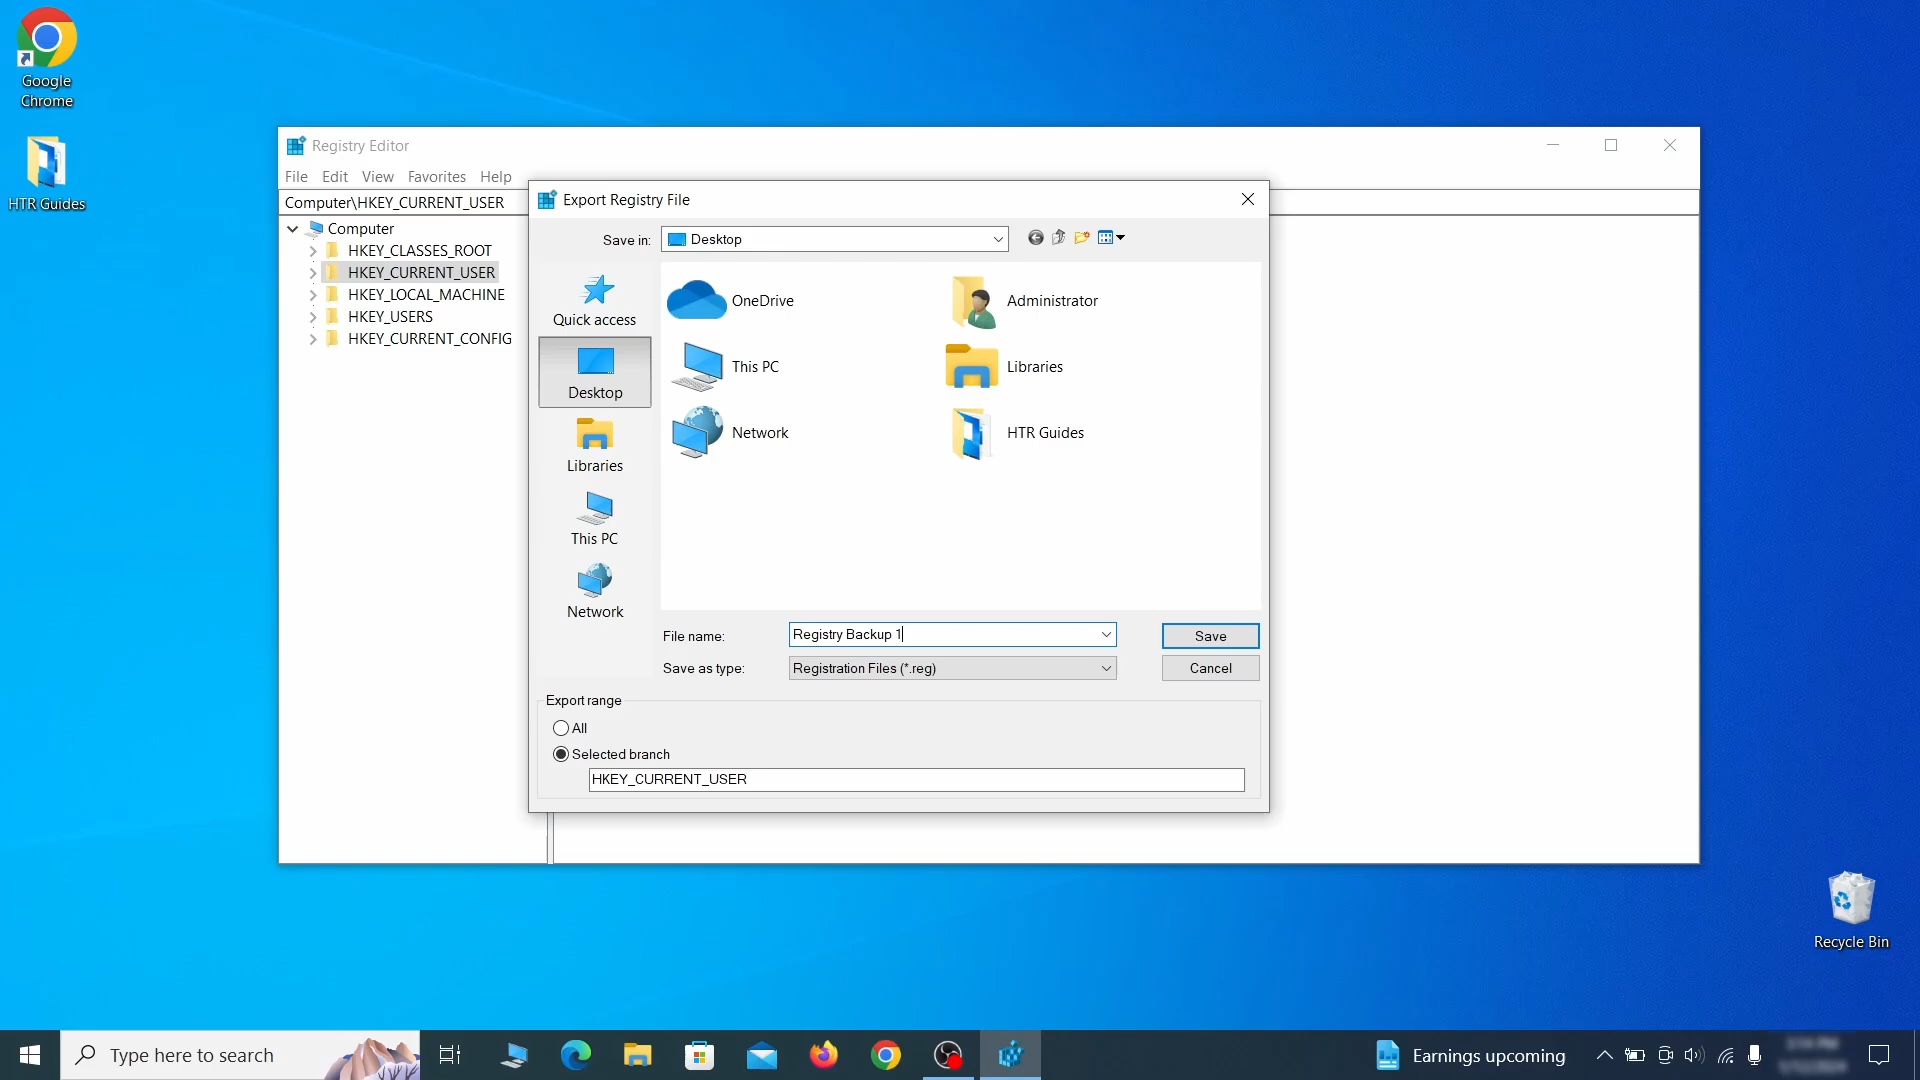 Google
Chrome
HTR Guides
Registry Editor
File Edit View Favorites Help
Computer\HKEY_CURRENT_USER
Computer
HKEY_CLASSES_ROOT
HKEY_CURRENT_USER
HKEY_LOCAL_MACHINE
HKEY_USERS
HKEY_CURRENT_CONFIG
Export Registry File
Save in: Desktop
Quick access
Desktop
Libraries
This PC
Network
OneDrive
Administrator
This PC
Libraries
Network
HTR Guides
File name: Registry Backup 1
Save
Save as type: Registration Files (*.reg)
Cancel
Export range
All
Selected branch
HKEY_CURRENT_USER
Recycle Bin
Type here to search
Earnings upcoming